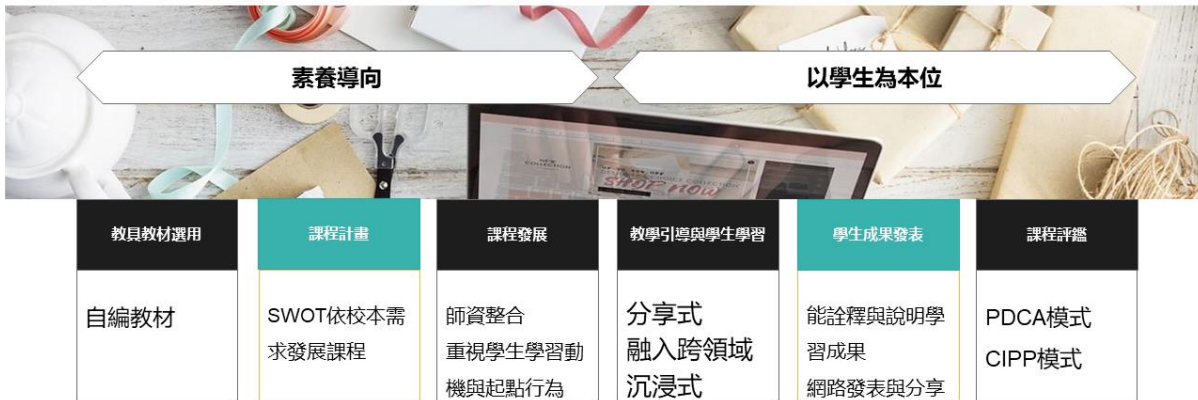 素養導向
以學生為本位
NEW
COLLECTION
SHOP NOW
教具教材選用
自編教材
課程計畫
SWOT依校本需
求發展課程
課程發展
師資整合
重視學生學習動
機與起點行為
教學引導與學生學習
分享式
融入跨領域
沉浸式
學生成果發表
能詮釋與說明學
習成果
網路發表與分享
課程評鑑
PDCA模式
CIPP模式